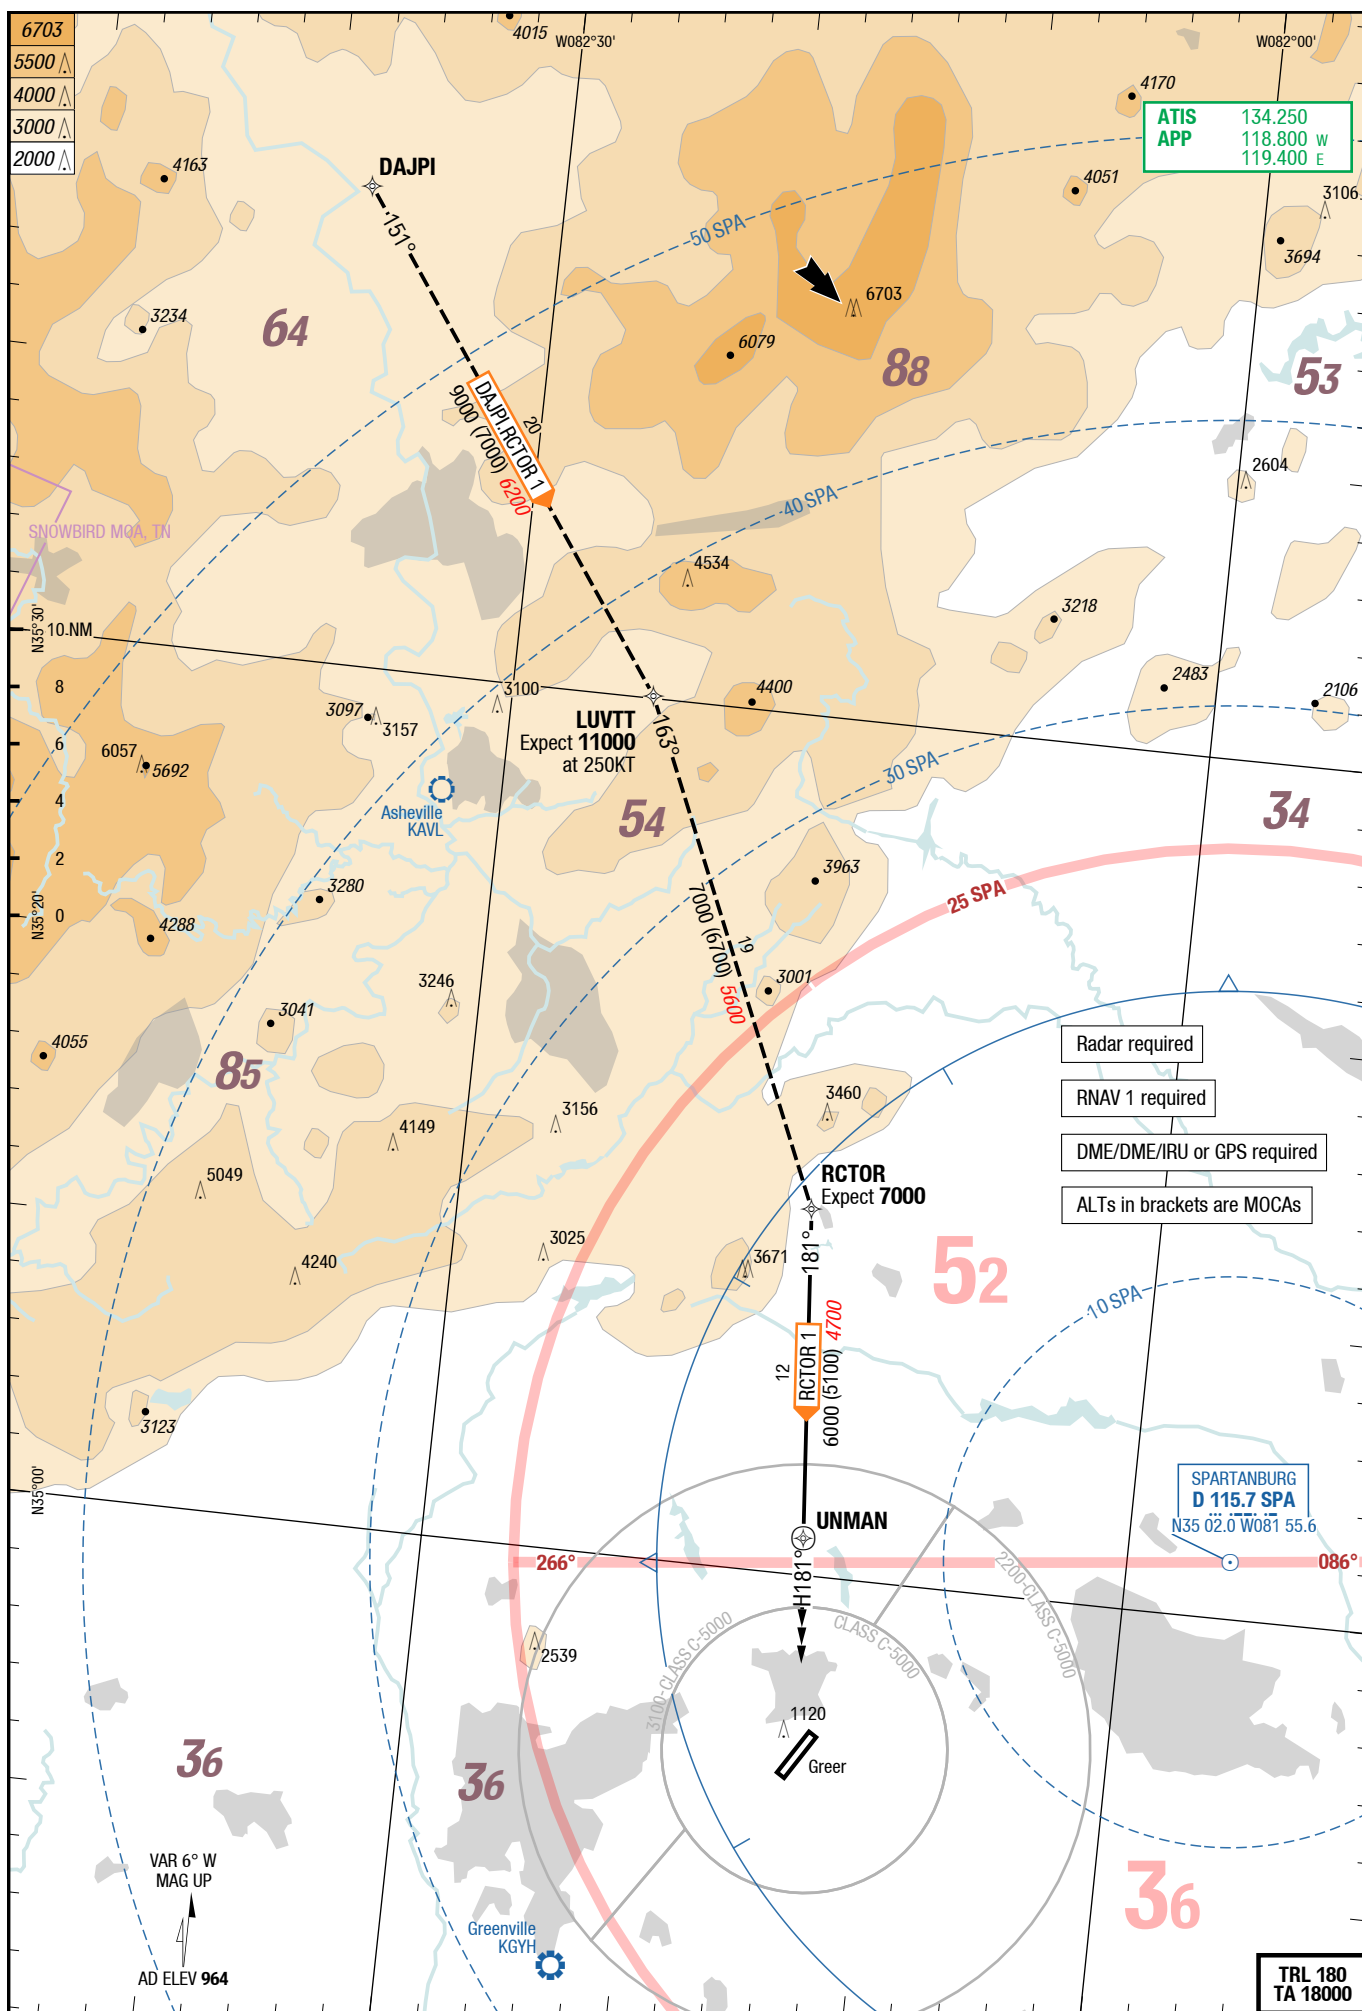 6703
5500
4000
3000
2000
4015
W082°30'
W082°00'
4170
ATIS 134.250
APP 118.800 W
119.400 E
4163
DAJPI
4051
3106
151°
50 SPA
3694
3234
64
6703
6079
88
53
DAJPI.RCTOR 1
20
9000 (7000) 6200
2604
40 SPA
SNOWBIRD MOA, TN
4534
3218
N35°30'
10 NM
8
6
4
2
0
3100
4400
2483
2106
3097
3157
LUVTT
Expect 11000
at 250KT
163°
6057
5692
30 SPA
Asheville
KAVL
54
34
3280
3963
25 SPA
N35°20'
4288
7000 (6700) 5600
19
3246
3001
3041
4055
85
Radar required
3460
RNAV 1 required
3156
4149
DME/DME/IRU or GPS required
5049
RCTOR
Expect 7000
ALTs in brackets are MOCAs
3025
181°
3671
52
4240
10 SPA
4700
RCTOR 1
12
6000 (5100)
3123
N35°00'
SPARTANBURG
D 115.7 SPA
N35 02.0 W081 55.6
UNMAN
266°
086°
H181°
2200-CLASS C-5000
CLASS C-5000
3100-CLASS C-5000
2539
1120
Greer
36
36
VAR 6° W
MAG UP
36
Greenville
KGYH
AD ELEV 964
TRL 180
TA 18000